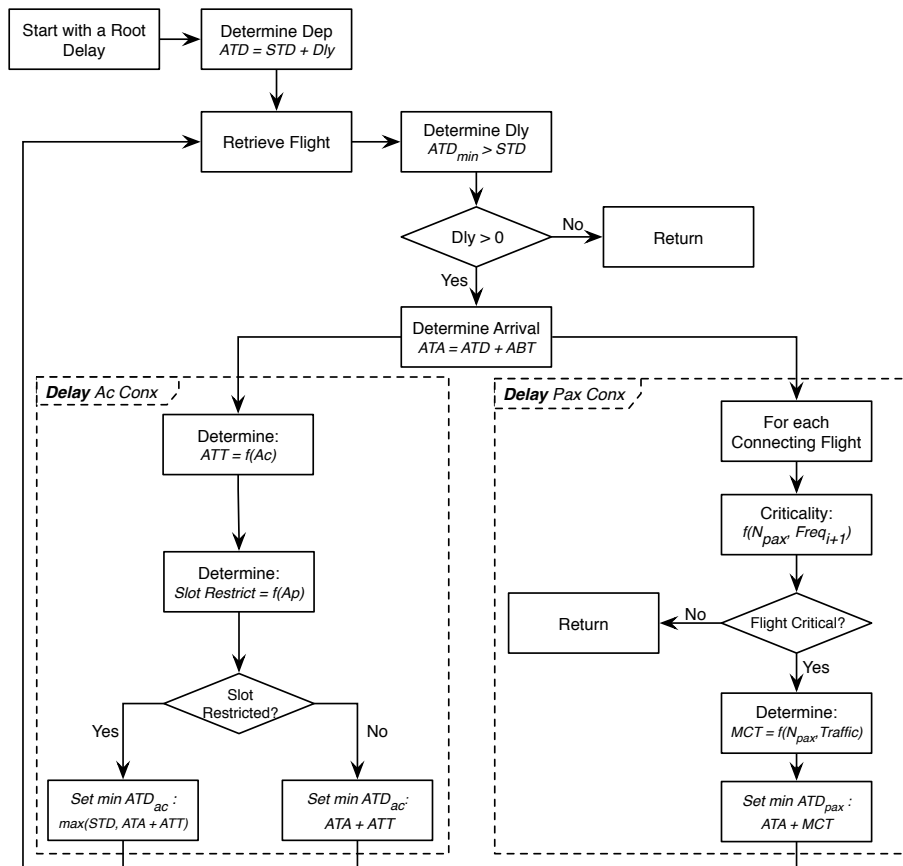 Start with a Root
Delay
Determine Dep
ATD = STD + Dly
Retrieve Flight
Determine Dly
ATDmin > STD
Dly > 0
No
Return
Yes
Determine Arrival
ATA = ATD + ABT
Delay Ac Conx
Determine:
ATT = f(Ac)
Determine:
Slot Restrict = f(Ap)
Slot
Restricted?
Yes
No
Set min ATDac :
max(STD, ATA + ATT)
Set min ATDac:
ATA + ATT
Delay Pax Conx
For each
Connecting Flight
Criticality:
f(Npax, Freqi+1)
Flight Critical?
No
Return
Yes
Determine:
MCT = f(Npax,Traffic)
Set min ATDpax :
ATA + MCT